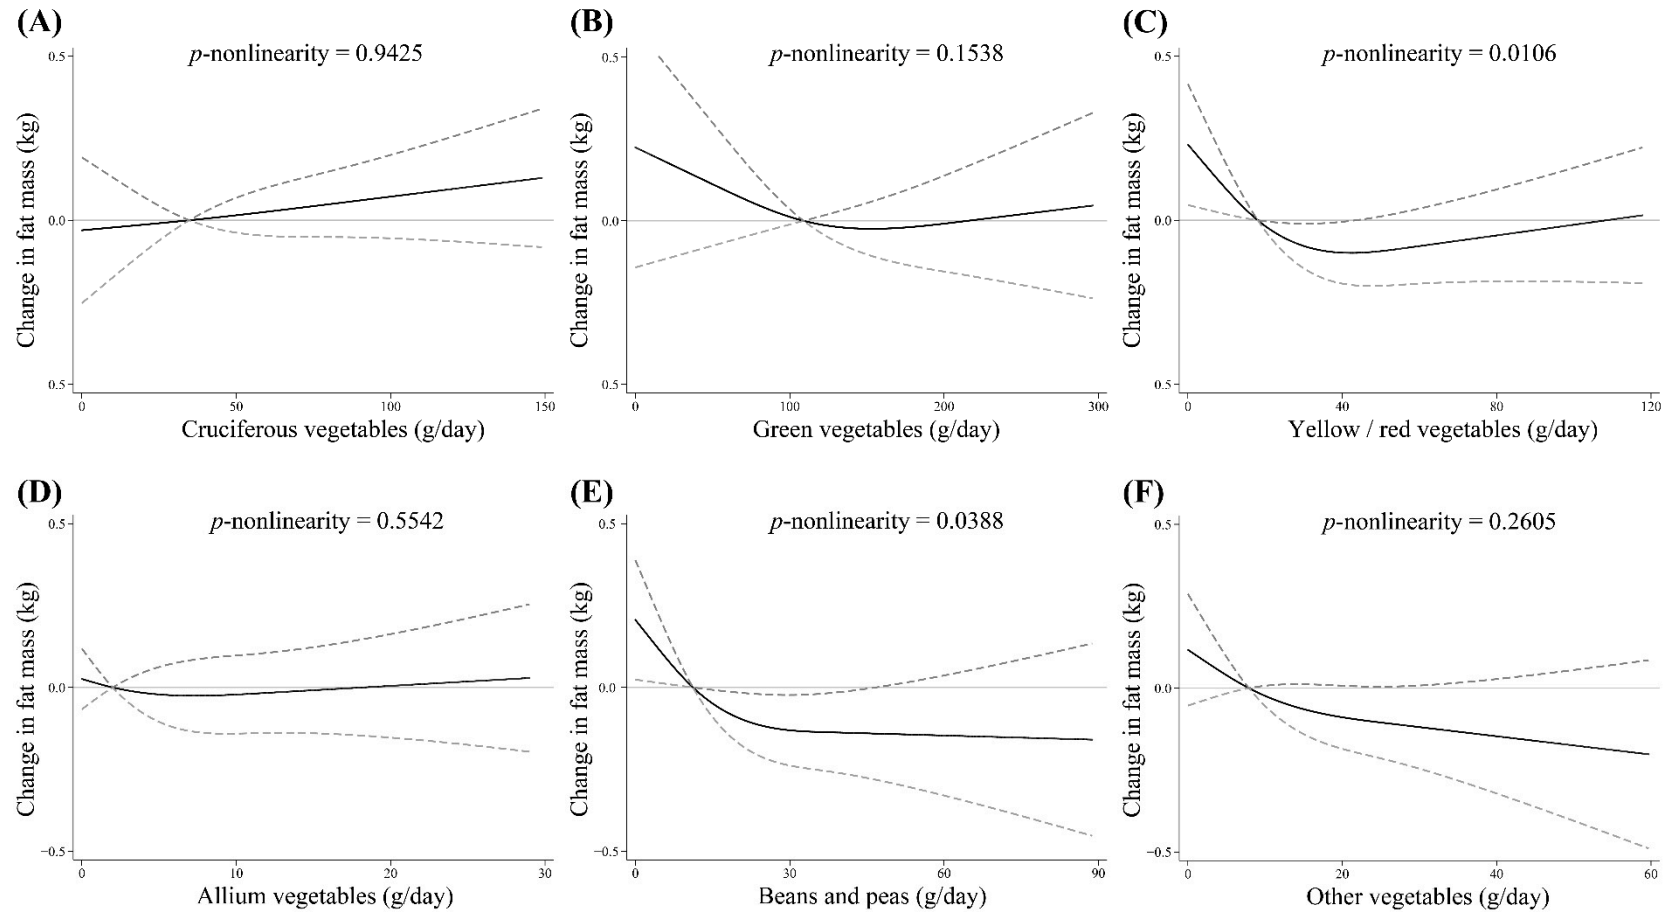 (A)
p-nonlinearity = 0.9425
Change in fat mass (kg)
0.5
0.0
0.5
0 50 100 150
Cruciferous vegetables (g/day)
(B)
p-nonlinearity = 0.1538
Change in fat mass (kg)
0.5
0.0
0.5
0 100 200 300
Green vegetables (g/day)
(C)
p-nonlinearity = 0.0106
Change in fat mass (kg)
0.5
0.0
0.5
0 40 80 120
Yellow / red vegetables (g/day)
(D)
p-nonlinearity = 0.5542
Change in fat mass (kg)
0.5
0.0
−0.5
0 10 20 30
Allium vegetables (g/day)
(E)
p-nonlinearity = 0.0388
Change in fat mass (kg)
0.5
0.0
−0.5
0 30 60 90
Beans and peas (g/day)
(F)
p-nonlinearity = 0.2605
Change in fat mass (kg)
0.5
0.0
−0.5
0 20 40 60
Other vegetables (g/day)